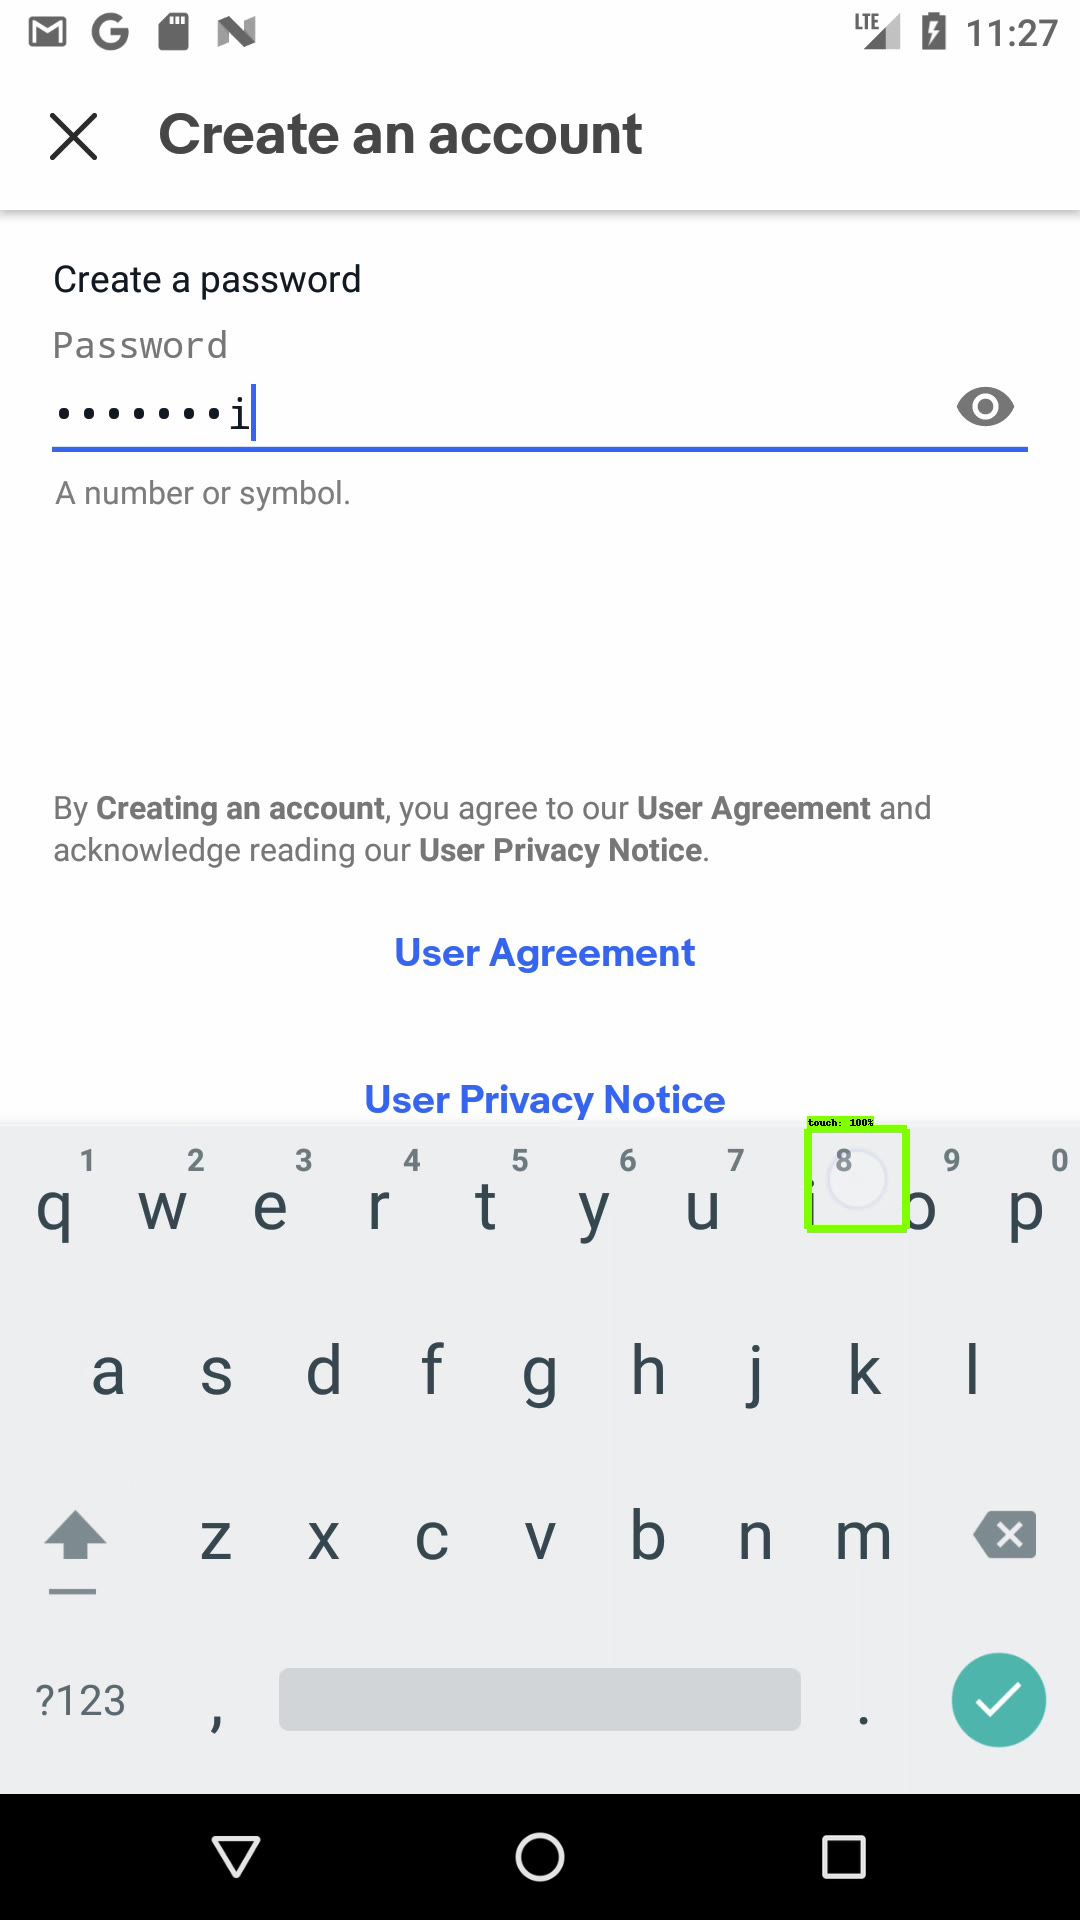 LTE 11:27
Create an account
Create a password
Password
•••••••i
A number or symbol.
By Creating an account, you agree to our User Agreement and
acknowledge reading our User Privacy Notice.
User Agreement
User Privacy Notice
touch: 100%
1 2 3 4 5 6 7 8 9 0
q w e r t y u i o p
a s d f g h j k l
z x c v b n m
?123 , .